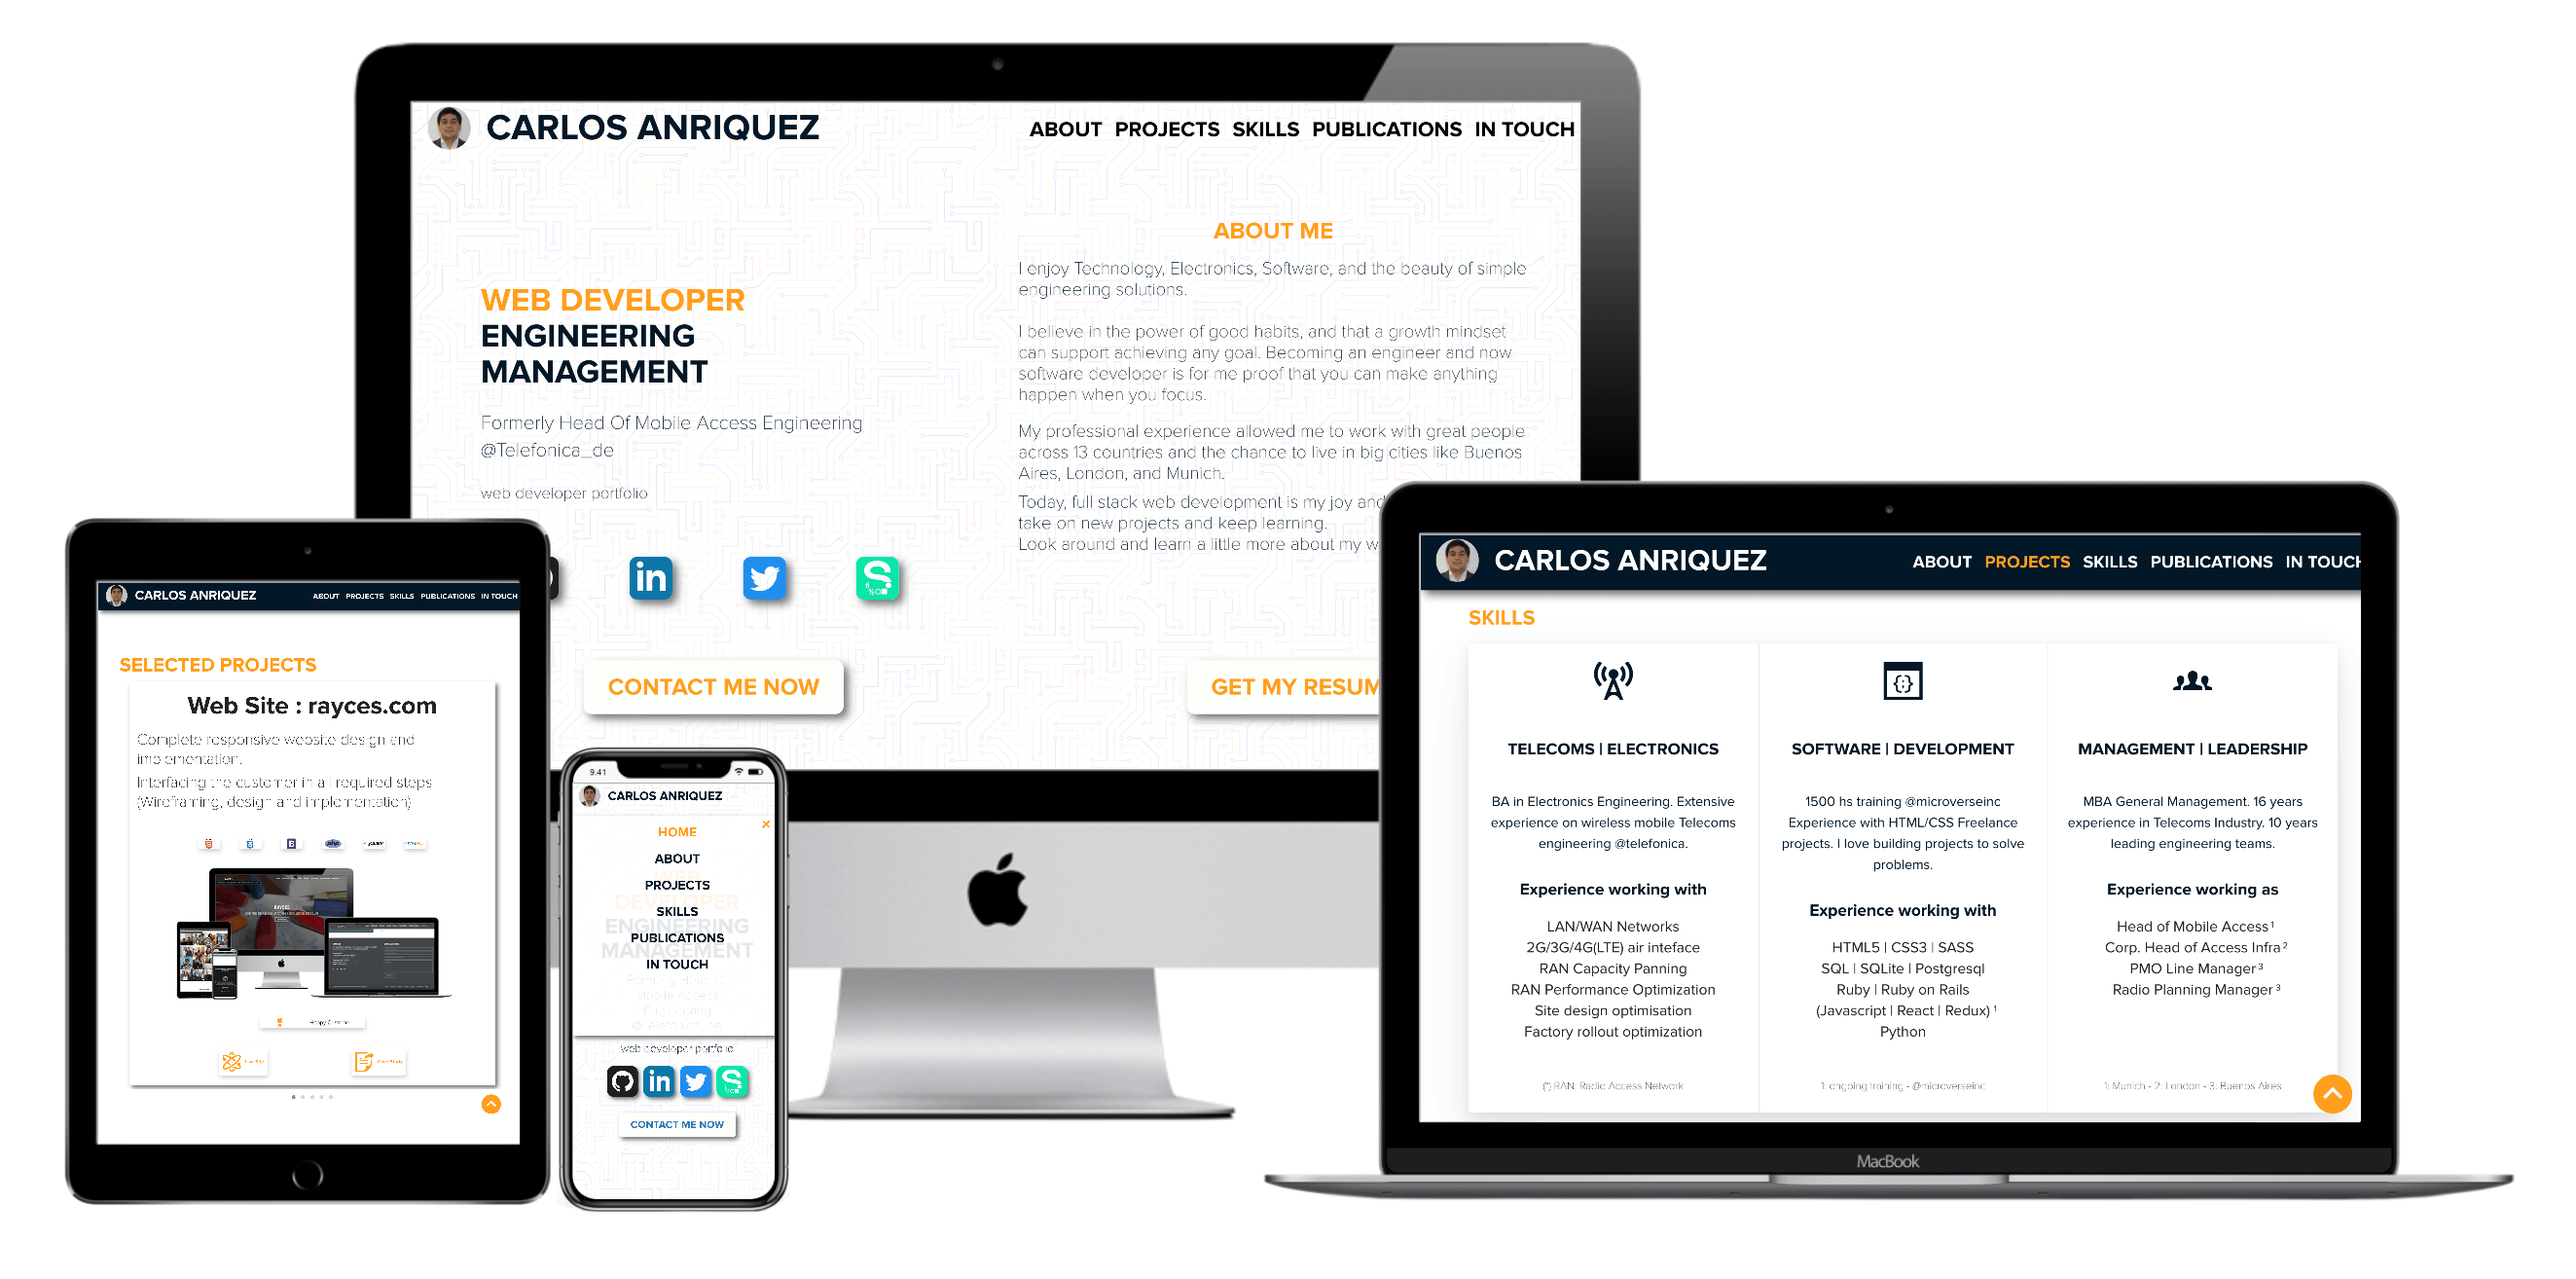 CARLOS ANRIQUEZ
ABOUT PROJECTS SKILLS PUBLICATIONS IN TOUCH
WEB DEVELOPER
ENGINEERING
MANAGEMENT
Formerly Head Of Mobile Access Engineering
@Telefonica_de
web developer portfolio
in
CONTACT ME NOW
ABOUT ME
I enjoy Technology, Electronics, Software, and the beauty of simple
engineering solutions.
I believe in the power of good habits, and that a growth mindset
can support achieving any goal. Becoming an engineer and now
software developer is for me proof that you can make anything
happen when you focus.
My professional experience allowed me to work with great people
across 13 countries and the chance to live in big cities like Buenos
Aires, London, and Munich.
Today, full stack web development is my joy and
take on new projects and keep learning.
Look around and learn a little more about my w
GET MY RESUM
CARLOS ANRIQUEZ
ABOUT PROJECTS SKILLS PUBLICATIONS IN TOUCH
SELECTED PROJECTS
Web Site : rayces.com
Complete responsive website design and
implementation.
Interfacing the customer in all required steps
(Wireframing, design and implementation)
php
9:41
CARLOS ANRIQUEZ
HOME
ABOUT
PROJECTS
SKILLS
PUBLICATIONS
IN TOUCH
WEB
DEVELOPER
ENGINEERING
MANAGEMENT
web developer portfolio
in
CONTACT ME NOW
CARLOS ANRIQUEZ
ABOUT PROJECTS SKILLS PUBLICATIONS IN TOUCH
SKILLS
TELECOMS | ELECTRONICS
BA in Electronics Engineering. Extensive
experience on wireless mobile Telecoms
engineering @telefonica.
Experience working with
LAN/WAN Networks
2G/3G/4G(LTE) air inteface
RAN Capacity Panning
RAN Performance Optimization
Site design optimisation
Factory rollout optimization
(*) RAN: Radio Access Network
SOFTWARE | DEVELOPMENT
1500 hs training @microverseinc
Experience with HTML/CSS Freelance
projects. I love building projects to solve
problems.
Experience working with
HTML5 | CSS3 | SASS
SQL | SQLite | Postgresql
Ruby | Ruby on Rails
(Javascript | React | Redux) ¹
Python
1: ongoing training - @microverseinc
MANAGEMENT | LEADERSHIP
MBA General Management. 16 years
experience in Telecoms Industry. 10 years
leading engineering teams.
Experience working as
Head of Mobile Access ¹
Corp. Head of Access Infra ²
PMO Line Manager ³
Radio Planning Manager ³
1: Munich - 2: London - 3: Buenos Aires
MacBook